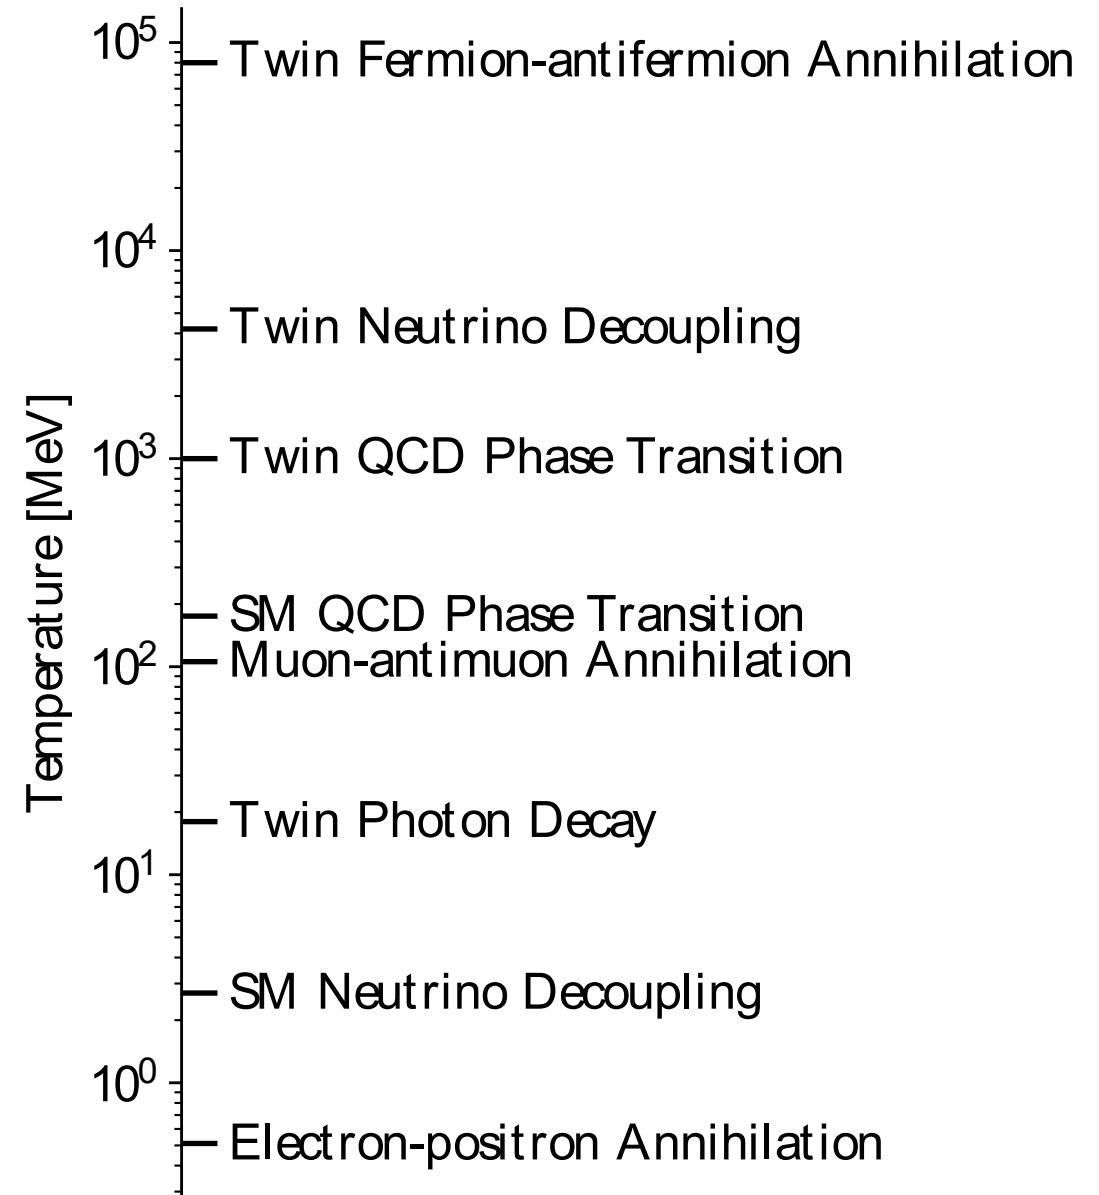 10^5
Twin Fermion-antifermion Annihilation
10^4
Twin Neutrino Decoupling
Temperature [MeV]
10^3
Twin QCD Phase Transition
SM QCD Phase Transition
10^2
Muon-antimuon Annihilation
Twin Photon Decay
10^1
SM Neutrino Decoupling
10^0
Electron-positron Annihilation